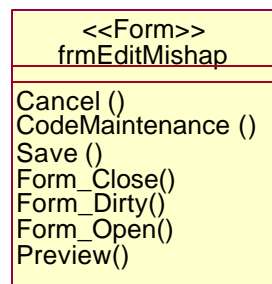 <<Form>>
frmEditMishap
Cancel ()
CodeMaintenance ()
Save ()
Form_Close()
Form_Dirty()
Form_Open()
Preview()